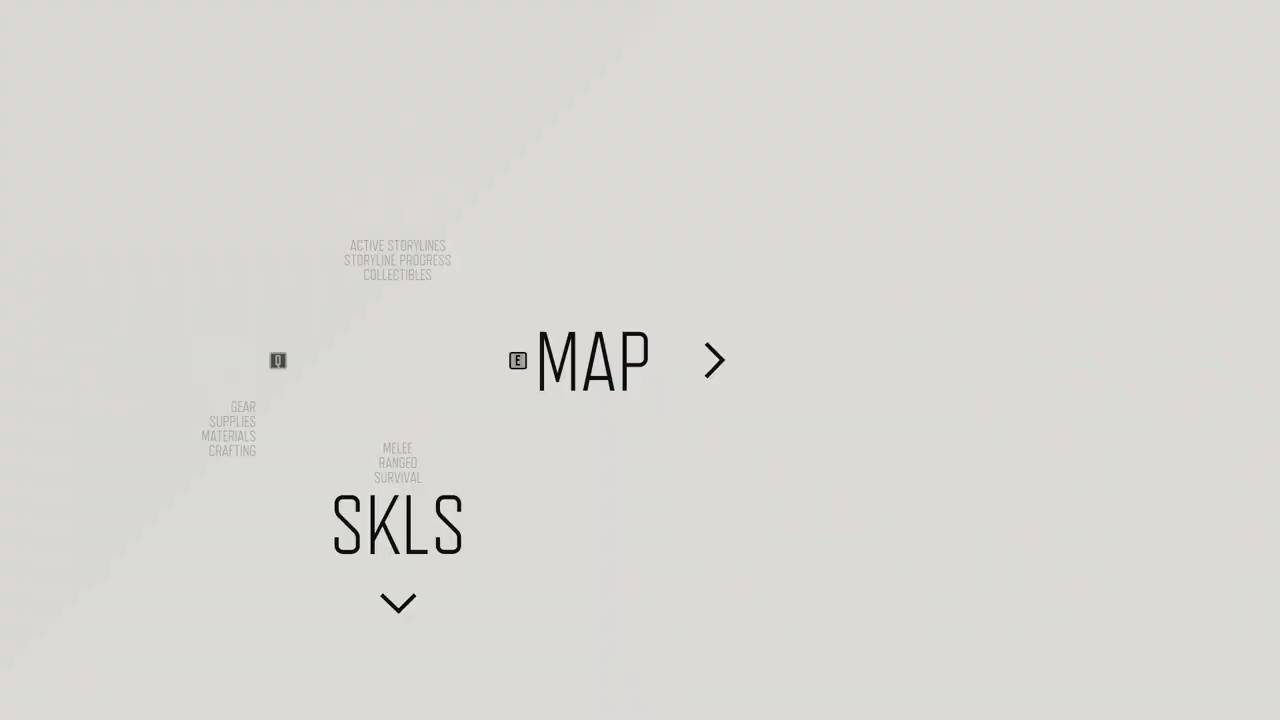 ACTIVE STORYLINES
STORYLINE PROGRESS
COLLECTIBLES
Q
E MAP
GEAR
SUPPLIES
MATERIALS
CRAFTING
MELEE
RANGED
SURVIVAL
SKLS